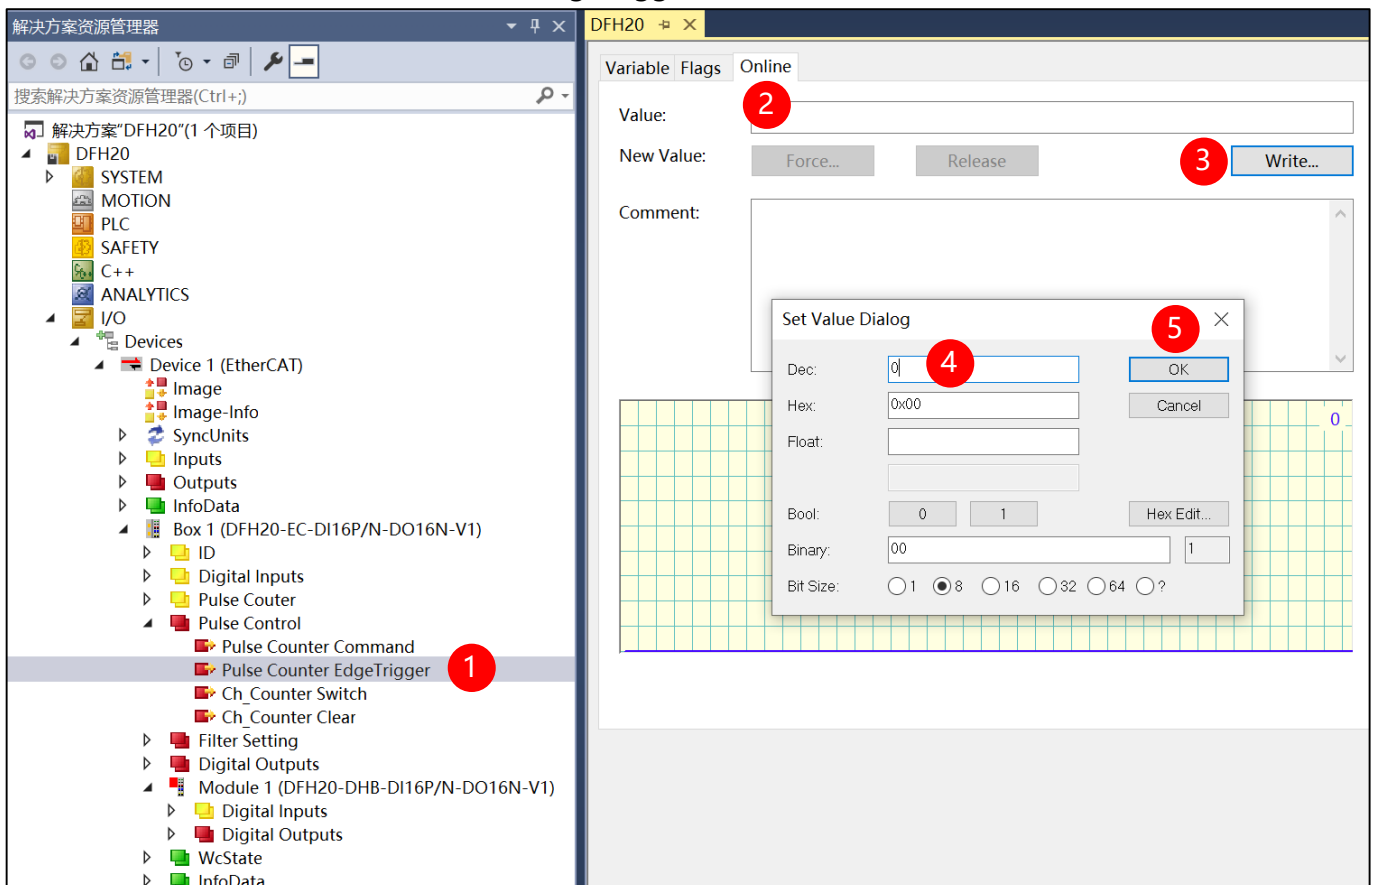 解决方案资源管理器
搜索解决方案资源管理器(Ctrl+;)
解决方案"DFH20"(1 个项目)
DFH20
SYSTEM
MOTION
PLC
SAFETY
C++
ANALYTICS
I/O
Devices
Device 1 (EtherCAT)
Image
Image-Info
SyncUnits
Inputs
Outputs
InfoData
Box 1 (DFH20-EC-DI16P/N-DO16N-V1)
ID
Digital Inputs
Pulse Couter
Pulse Control
Pulse Counter Command
Pulse Counter EdgeTrigger 1
Ch_Counter Switch
Ch_Counter Clear
Filter Setting
Digital Outputs
Module 1 (DFH20-DHB-DI16P/N-DO16N-V1)
Digital Inputs
Digital Outputs
WcState
InfoData
DFH20
Variable Flags Online
Value: 2
New Value: Force... Release 3 Write...
Comment:
Set Value Dialog 5
Dec: 0 4 OK
Hex: 0x00 Cancel
Float:
Bool: 0 1 Hex Edit...
Binary: 00 1
Bit Size: 1 8 16 32 64 ?
0